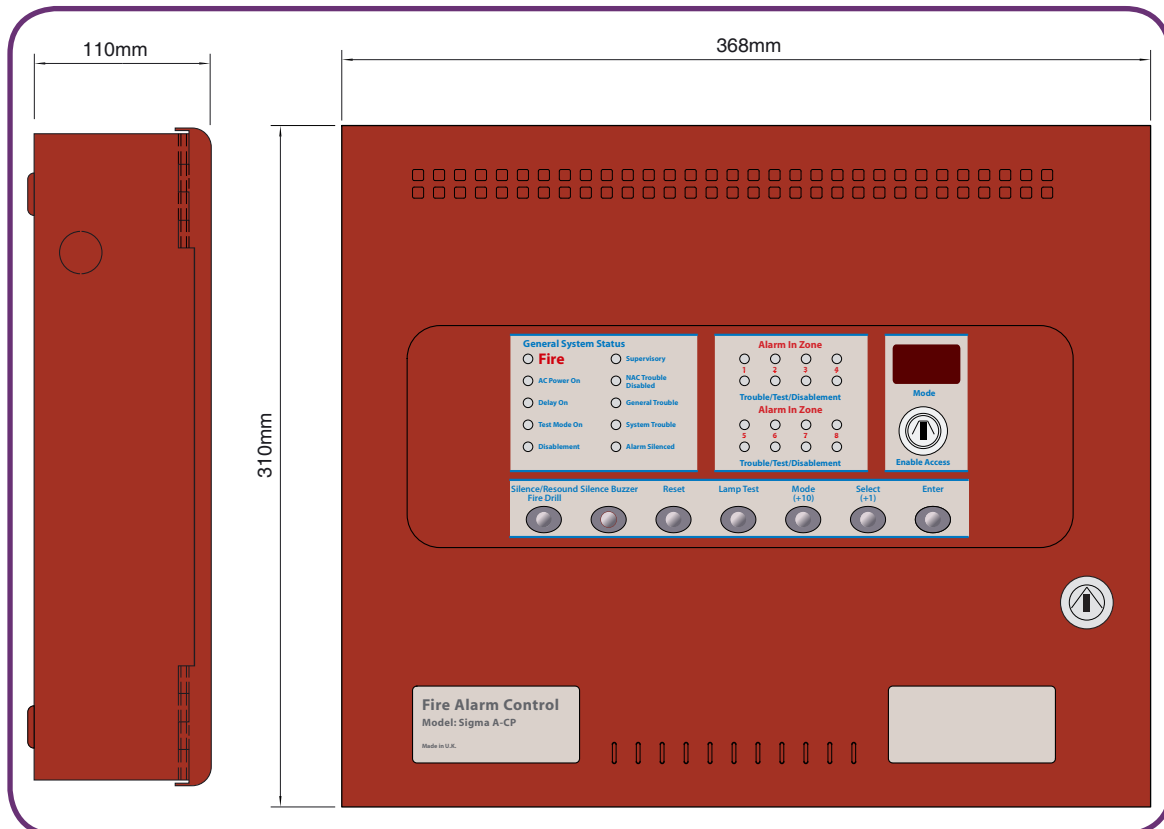 110mm
368mm
310mm
General System Status
Fire
Supervisory
AC Power On
NAC Trouble
Disabled
Delay On
General Trouble
Test Mode On
System Trouble
Disablement
Alarm Silenced
Alarm In Zone
1 2 3 4
Trouble/Test/Disablement
Alarm In Zone
5 6 7 8
Trouble/Test/Disablement
Mode
Enable Access
Silence/Resound
Fire Drill
Silence Buzzer
Reset
Lamp Test
Mode
(+10)
Select
(+1)
Enter
Fire Alarm Control
Model: Sigma A-CP
Made in U.K.